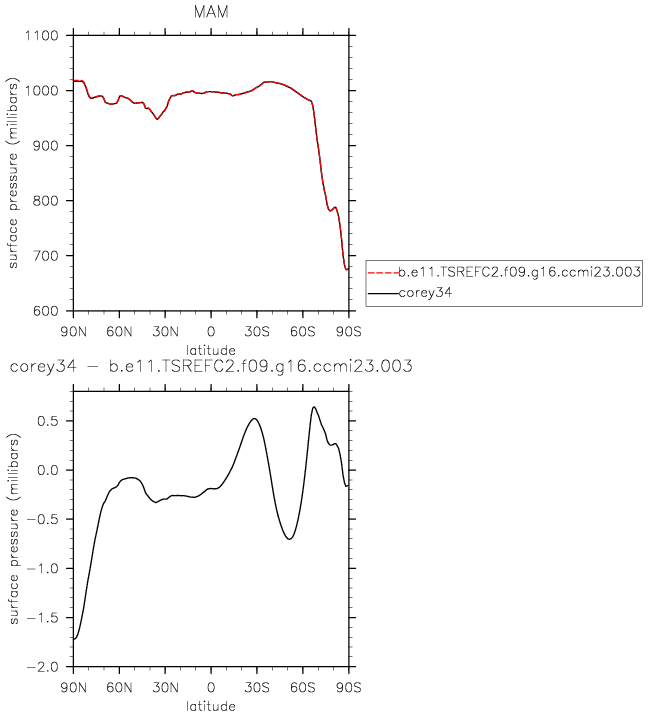 MAM
1100
1000
900
800
700
600
surface pressure (millibars)
90N 60N 30N 0 30S 60S 90S
latitude
b.e11.TSREFC2.f09.g16.ccmi23.003
corey34
corey34 − b.e11.TSREFC2.f09.g16.ccmi23.003
0.5
0.0
−0.5
−1.0
−1.5
−2.0
surface pressure (millibars)
90N 60N 30N 0 30S 60S 90S
latitude